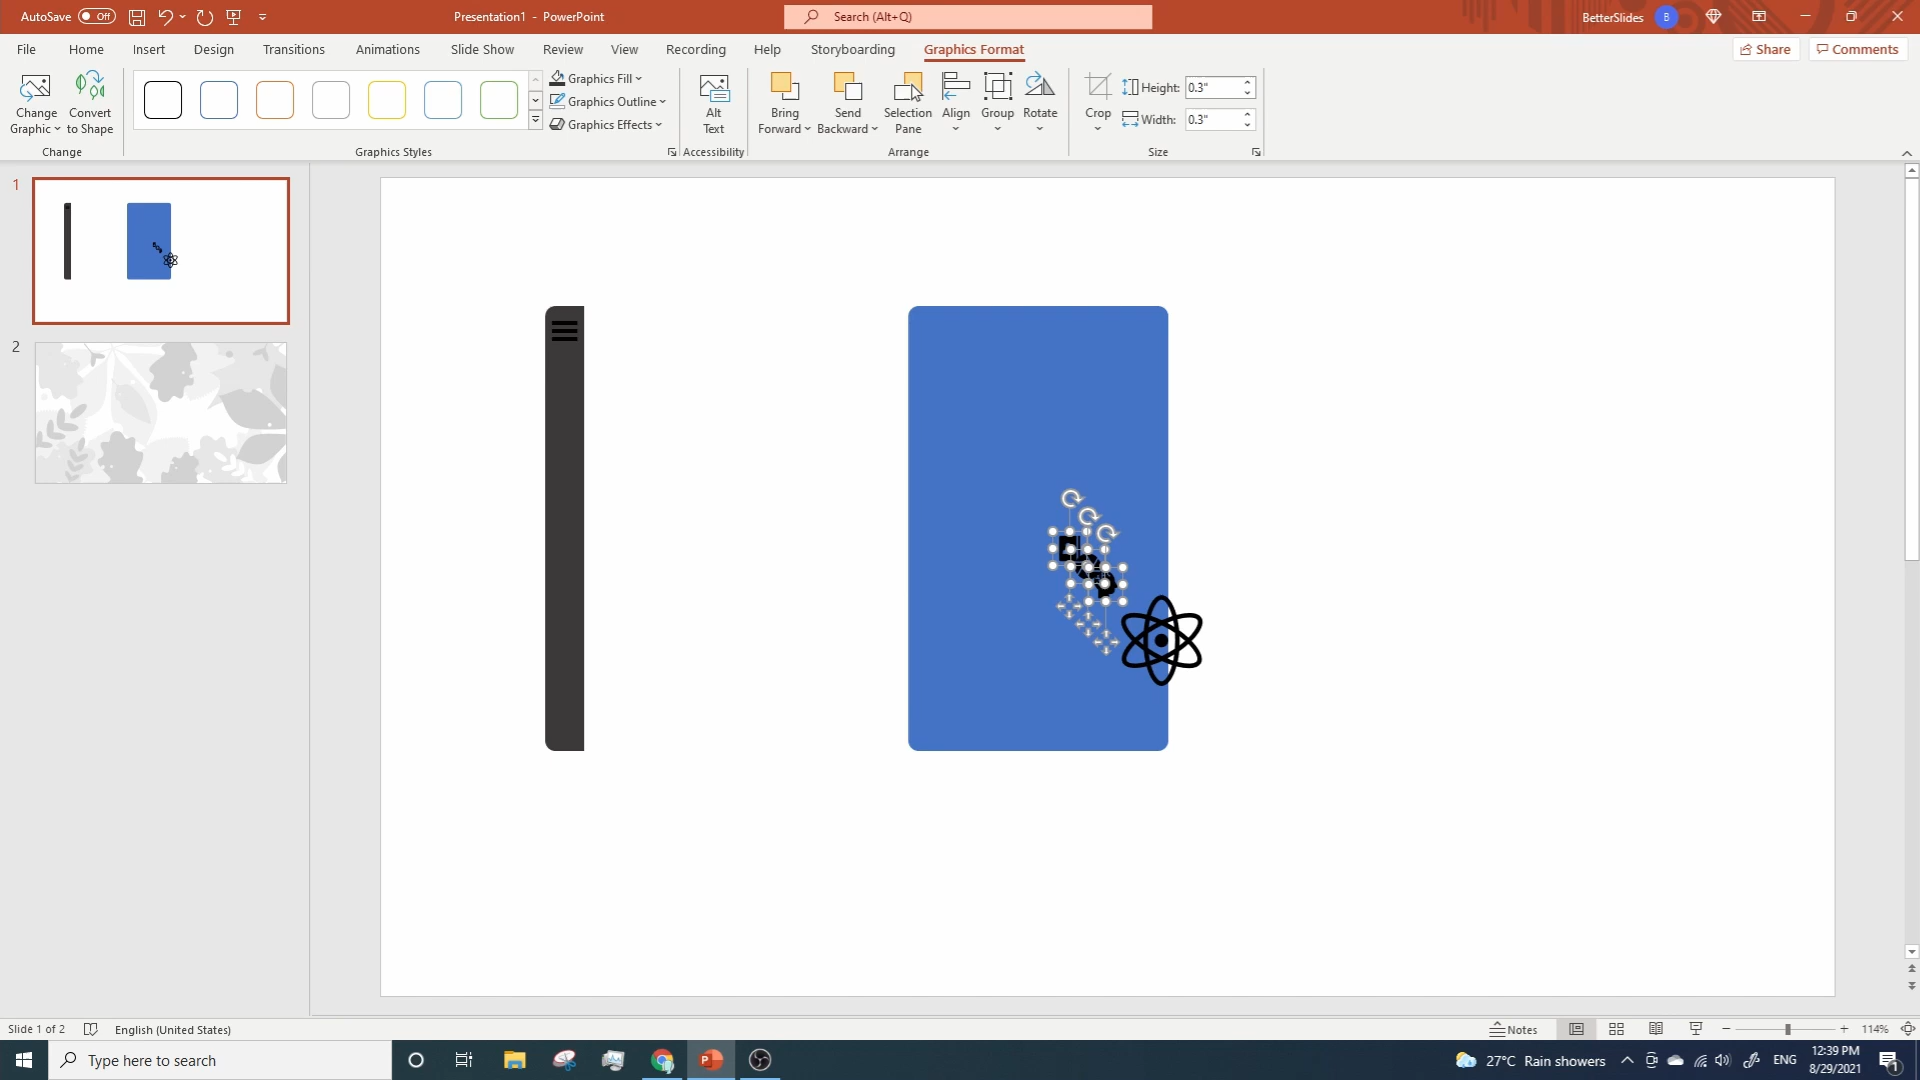 AutoSave Off Presentation1 - PowerPoint Search (Alt+Q) BetterSlides B
File Home Insert Design Transitions Animations Slide Show Review View Recording Help Storyboarding Graphics Format Share Comments
Change Graphic
Convert to Shape
Change
Graphics Fill
Graphics Outline
Graphics Effects
Graphics Styles
Alt Text
Accessibility
Bring Forward
Send Backward
Selection Pane
Align
Group
Rotate
Arrange
Crop
Height: 0.3"
Width: 0.3"
Size
1
2
Slide 1 of 2 English (United States) Notes 114%
Type here to search 27°C Rain showers ENG 12:39 PM
8/29/2021
1